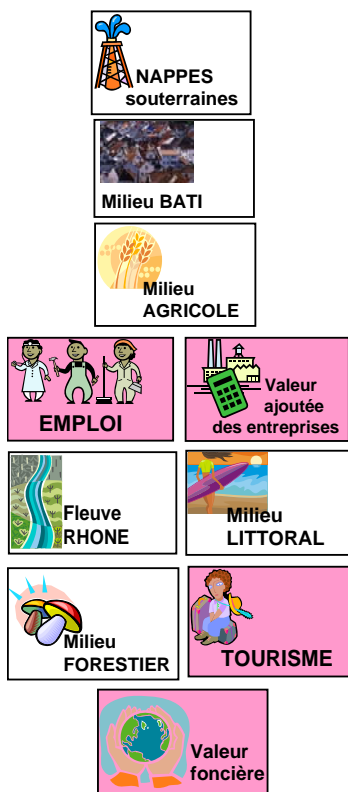 NAPPES
souterraines
Milieu BATI
Milieu
AGRICOLE
EMPLOI
Valeur
ajoutée
des entreprises
Fleuve
RHONE
Milieu
LITTORAL
Milieu
FORESTIER
TOURISME
Valeur
foncière